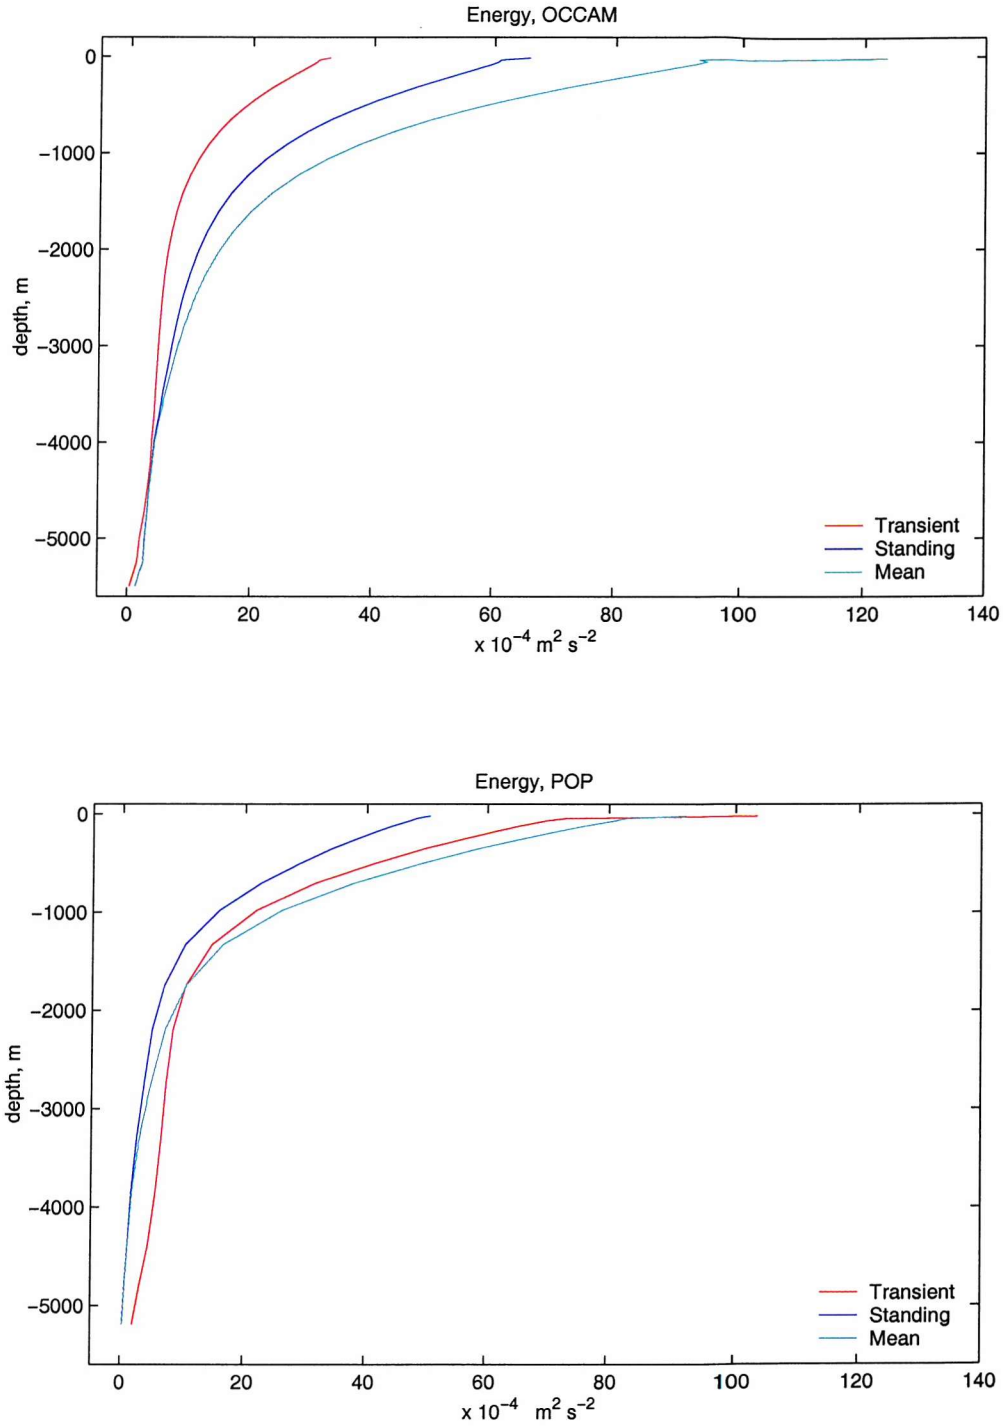 Energy, OCCAM
0
−1000
−2000
−3000
−4000
−5000
depth, m
0 20 40 60 80 100 120 140
x 10⁻⁴ m² s⁻²
Transient
Standing
Mean
Energy, POP
0
−1000
−2000
−3000
−4000
−5000
depth, m
0 20 40 60 80 100 120 140
x 10⁻⁴ m² s⁻²
Transient
Standing
Mean